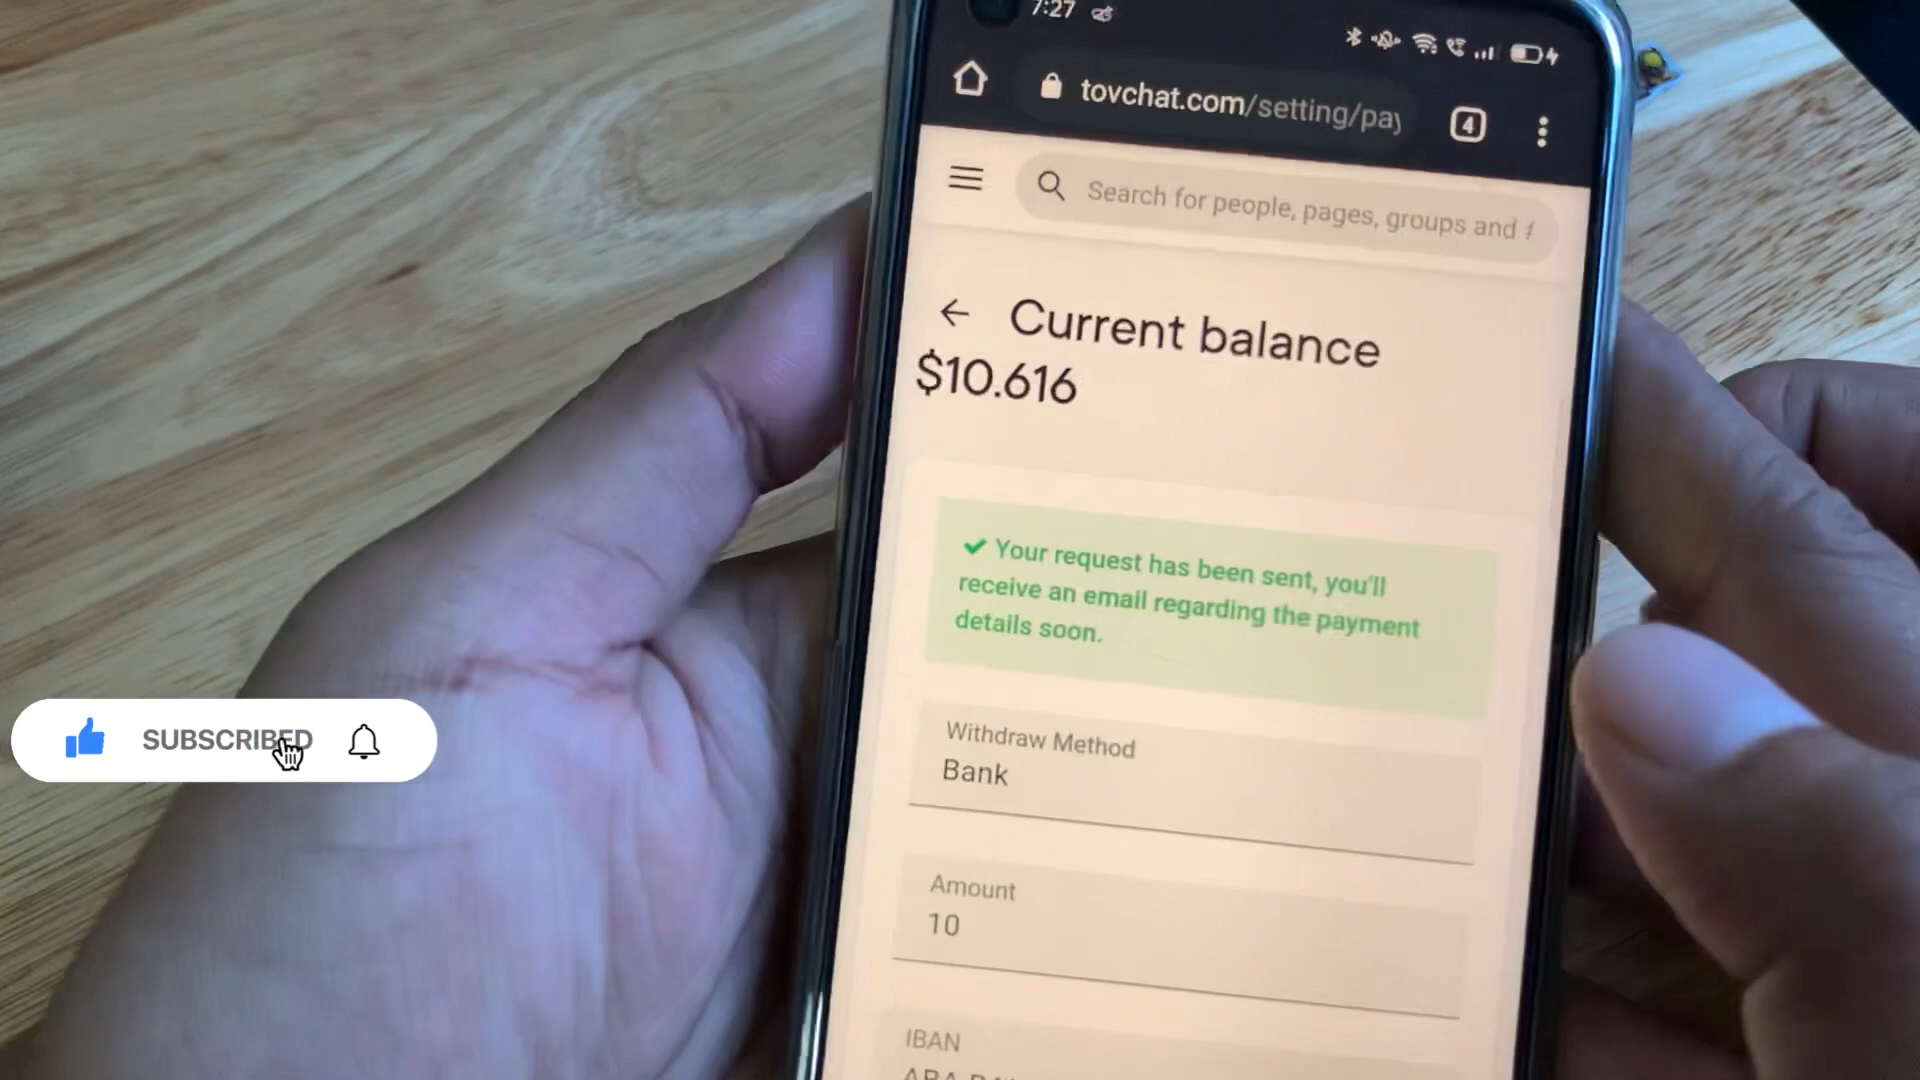 7:27
tovchat.com/setting/pay
4
Search for people, pages, groups and #
Current balance
$10.616
Your request has been sent, you'll
receive an email regarding the payment
details soon.
Withdraw Method
Bank
Amount
10
IBAN
SUBSCRIBED